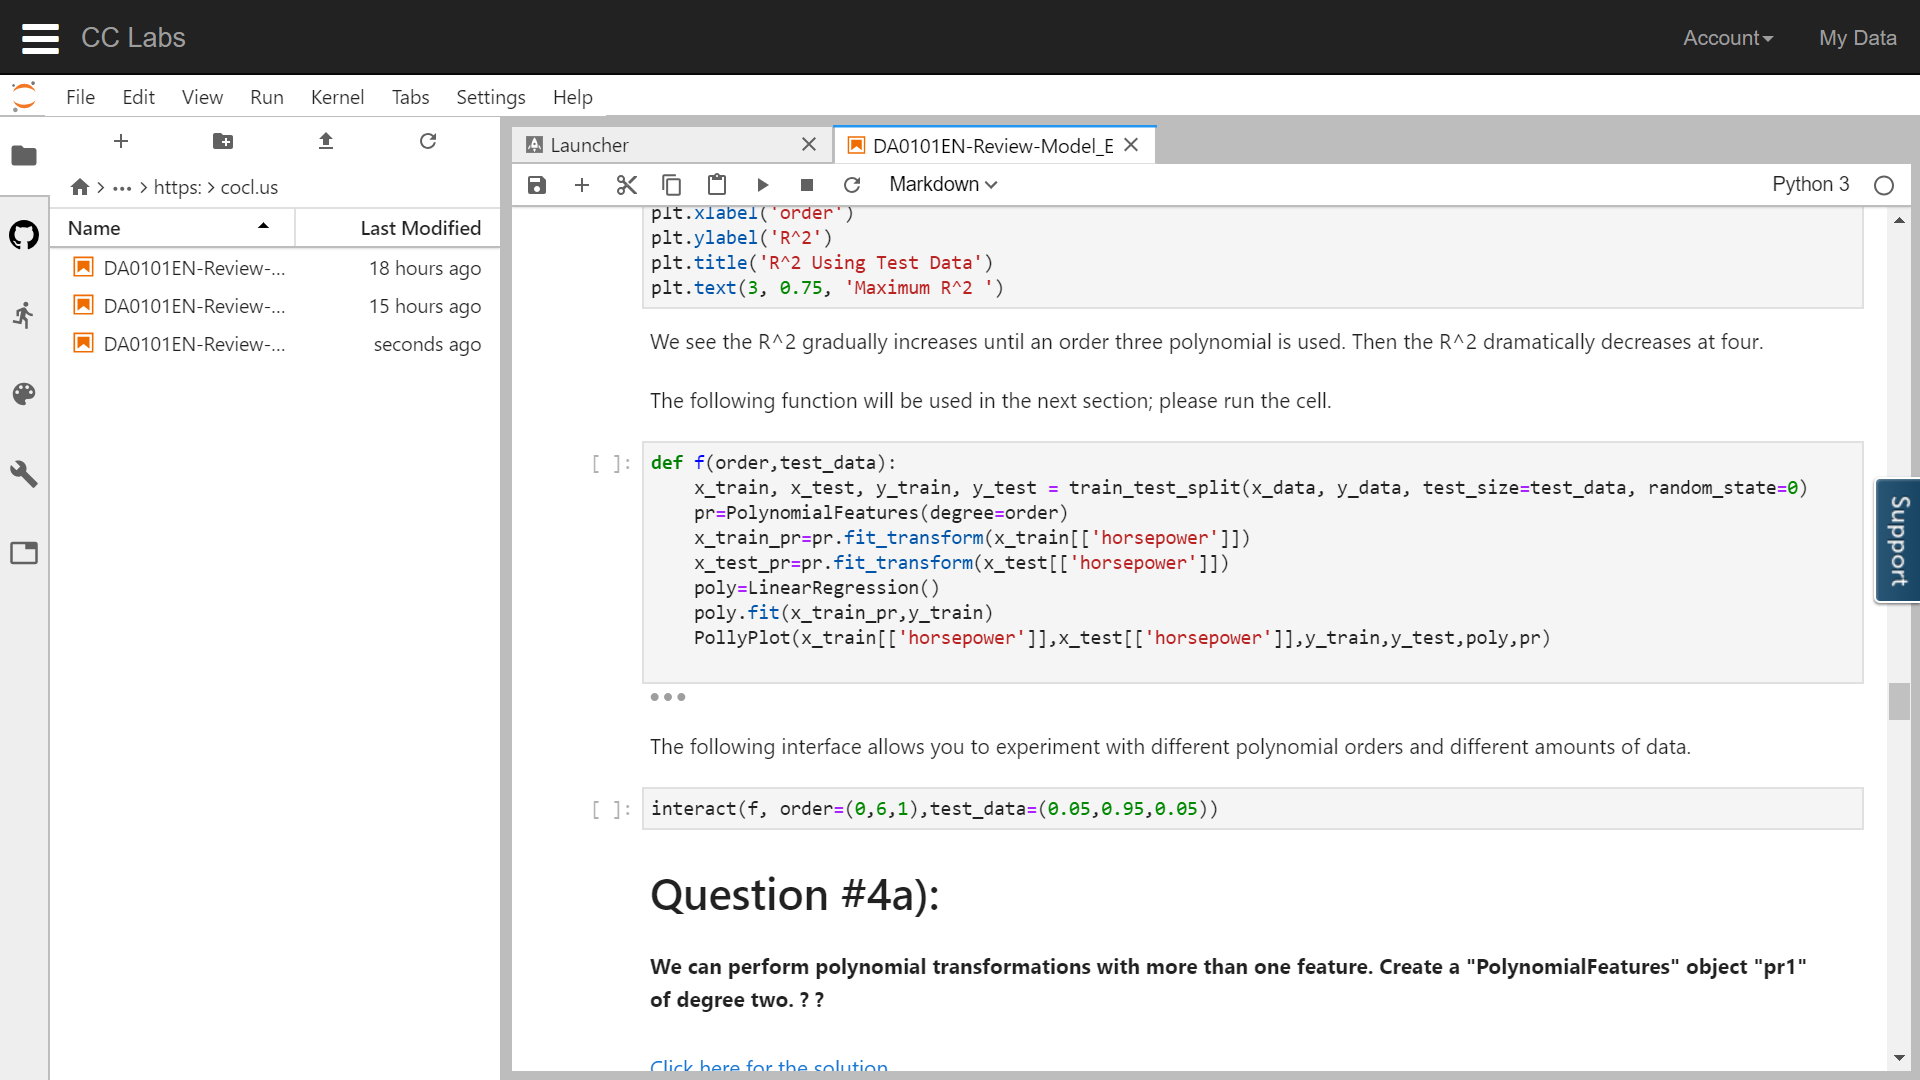 CC Labs
Account
My Data
File Edit View Run Kernel Tabs Settings Help
https: > cocl.us
Name Last Modified
DA0101EN-Review-... 18 hours ago
DA0101EN-Review-... 15 hours ago
DA0101EN-Review-... seconds ago
Launcher
DA0101EN-Review-Model_E
Markdown
Python 3
plt.xlabel('order')
plt.ylabel('R^2')
plt.title('R^2 Using Test Data')
plt.text(3, 0.75, 'Maximum R^2 ')
We see the R^2 gradually increases until an order three polynomial is used. Then the R^2 dramatically decreases at four.
The following function will be used in the next section; please run the cell.
[ ]:
def f(order,test_data):
x_train, x_test, y_train, y_test = train_test_split(x_data, y_data, test_size=test_data, random_state=0)
pr=PolynomialFeatures(degree=order)
x_train_pr=pr.fit_transform(x_train[['horsepower']])
x_test_pr=pr.fit_transform(x_test[['horsepower']])
poly=LinearRegression()
poly.fit(x_train_pr,y_train)
PollyPlot(x_train[['horsepower']],x_test[['horsepower']],y_train,y_test,poly,pr)
The following interface allows you to experiment with different polynomial orders and different amounts of data.
[ ]:
interact(f, order=(0,6,1),test_data=(0.05,0.95,0.05))
Question #4a):
We can perform polynomial transformations with more than one feature. Create a "PolynomialFeatures" object "pr1"
of degree two. ? ?
Click here for the solution
Support